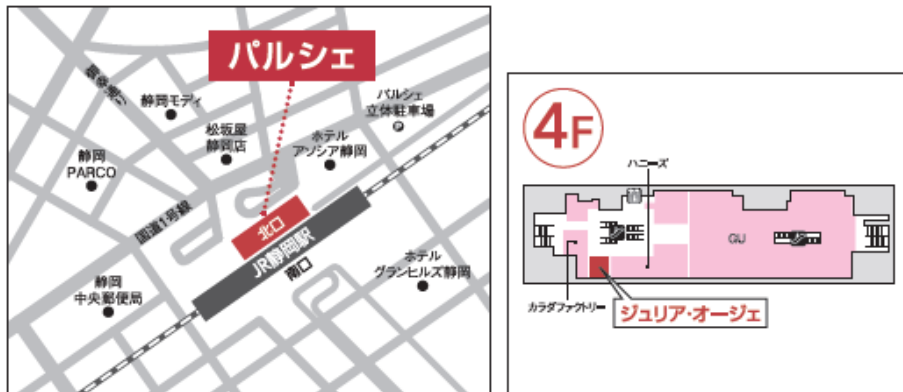 パルシェ
御幸通り
静岡モディ
パルシェ
立体駐車場
P
松坂屋
静岡店
ホテル
アソシア静岡
静岡
PARCO
国道1号線
北口
JR静岡駅
南口
ホテル
グランヒルズ静岡
静岡
中央郵便局
4F
ハニーズ
GU
カラダファクトリー
ジュリア・オージェ